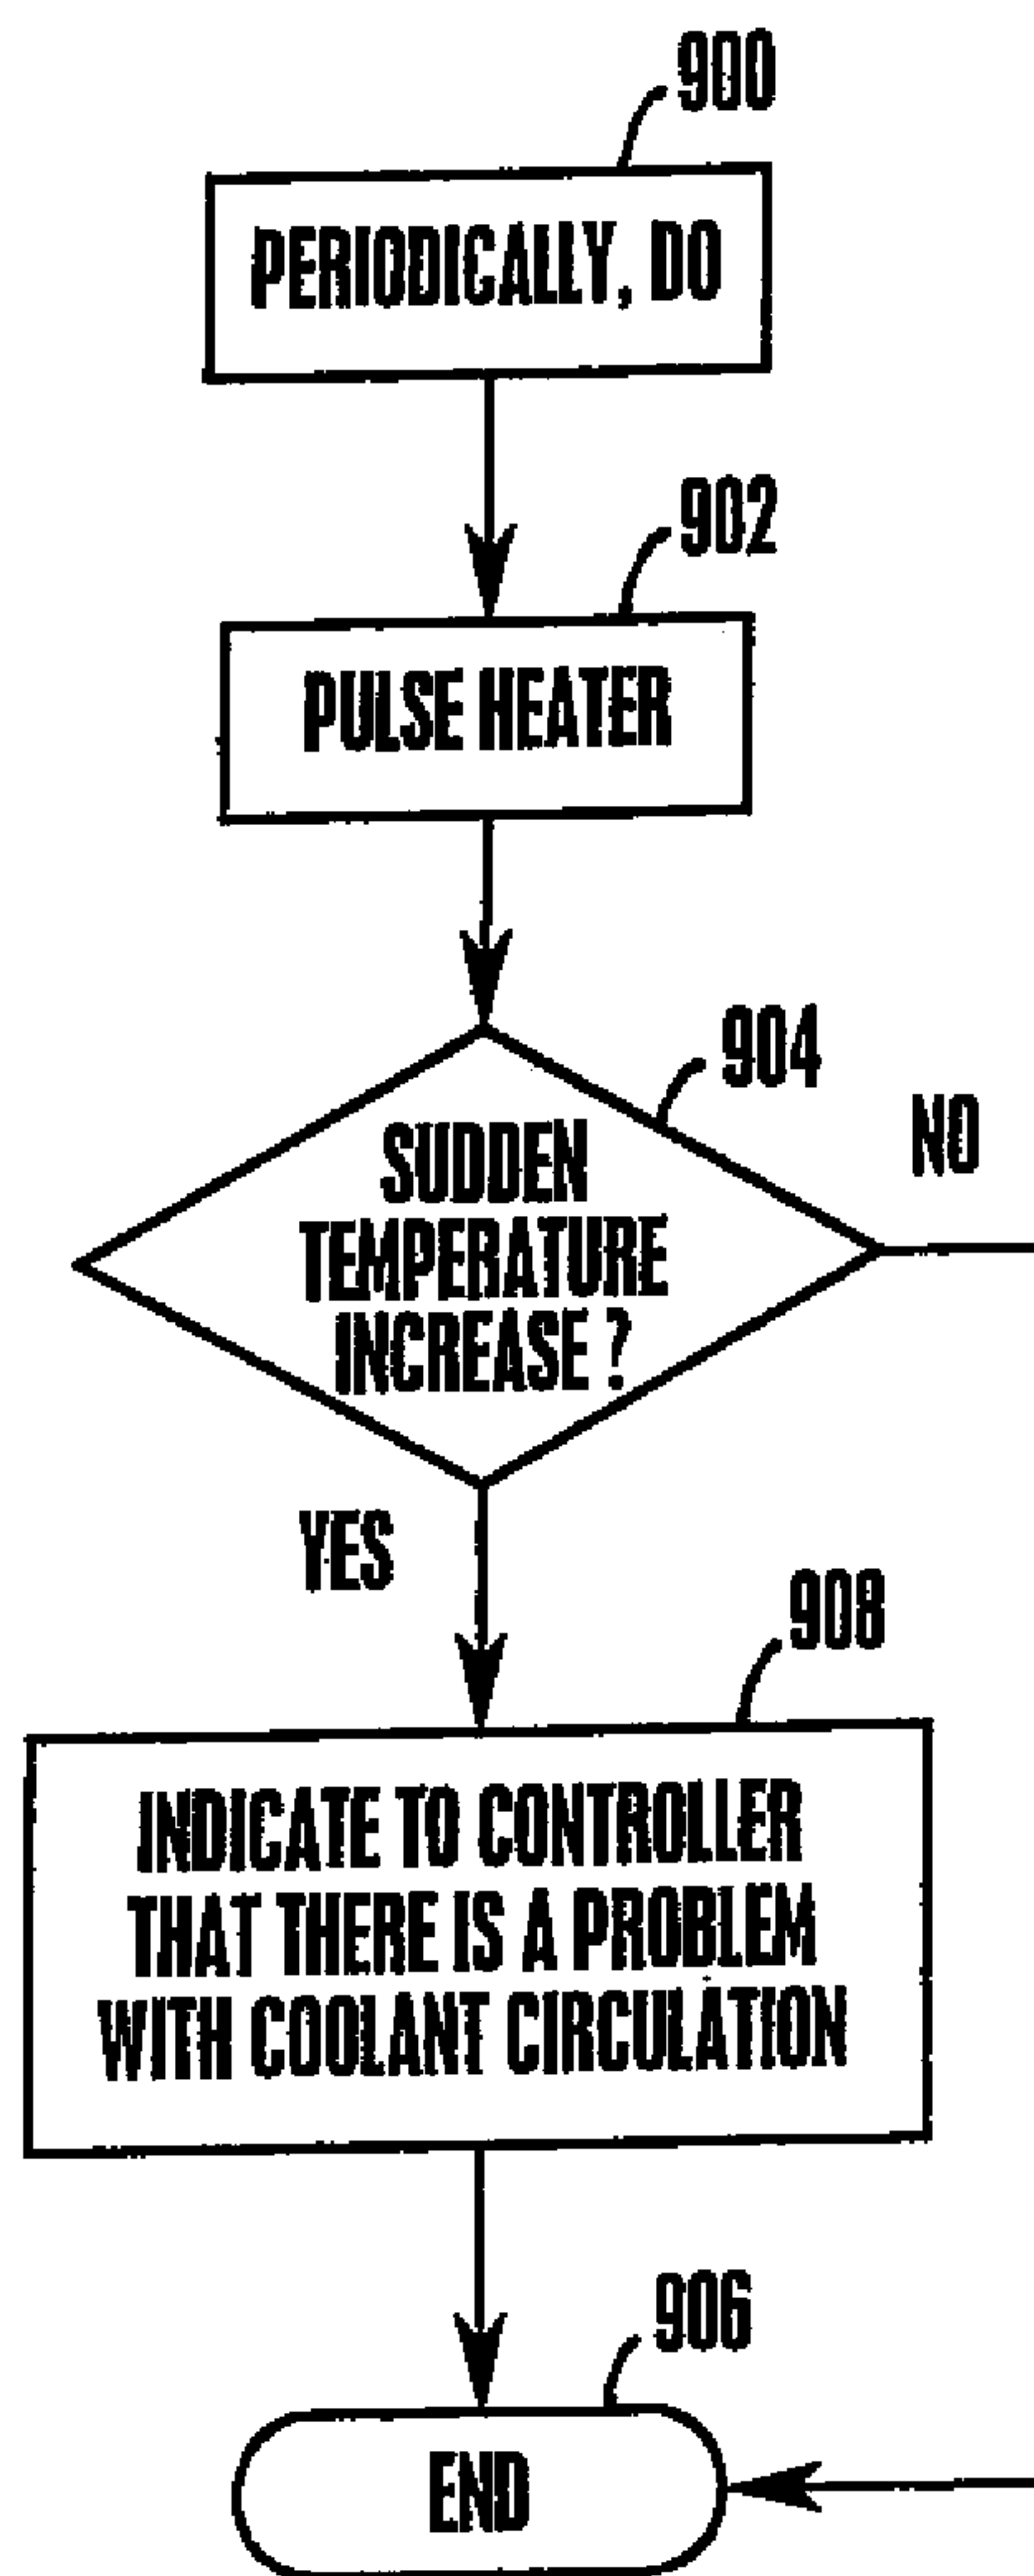 900
PERIODICALLY, DO
902
PULSE HEATER
904
NO
SUDDEN
TEMPERATURE
INCREASE ?
YES
908
INDICATE TO CONTROLLER
THAT THERE IS A PROBLEM
WITH COOLANT CIRCULATION
906
END